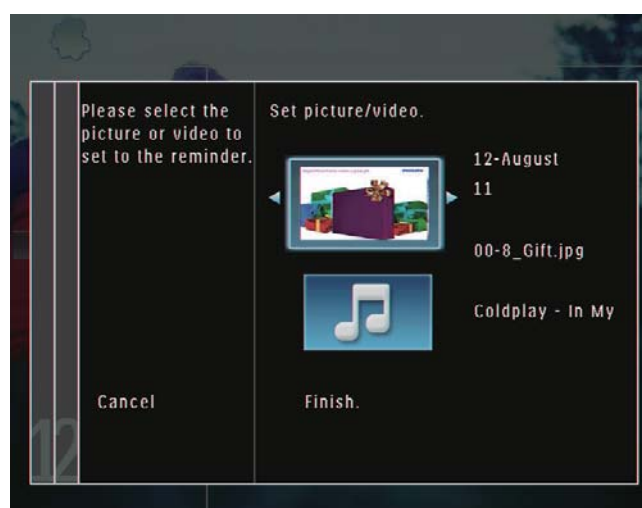 Please select the
picture or video to
set to the reminder.
Set picture/video.
12-August
11
00-8_Gift.jpg
Coldplay - In My
Cancel
Finish.
12